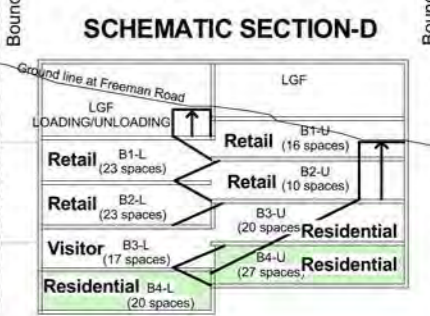 Bound
Bound
SCHEMATIC SECTION-D
Ground line at Freeman Road
LGF
LOADING/UNLOADING
LGF
Retail B1-L
(23 spaces)
Retail B1-U
(16 spaces)
Retail B2-L
(23 spaces)
Retail B2-U
(10 spaces)
Visitor B3-L
(17 spaces)
B3-U
(20 spaces) Residential
Residential B4-L
(20 spaces)
B4-U
(27 spaces) Residential